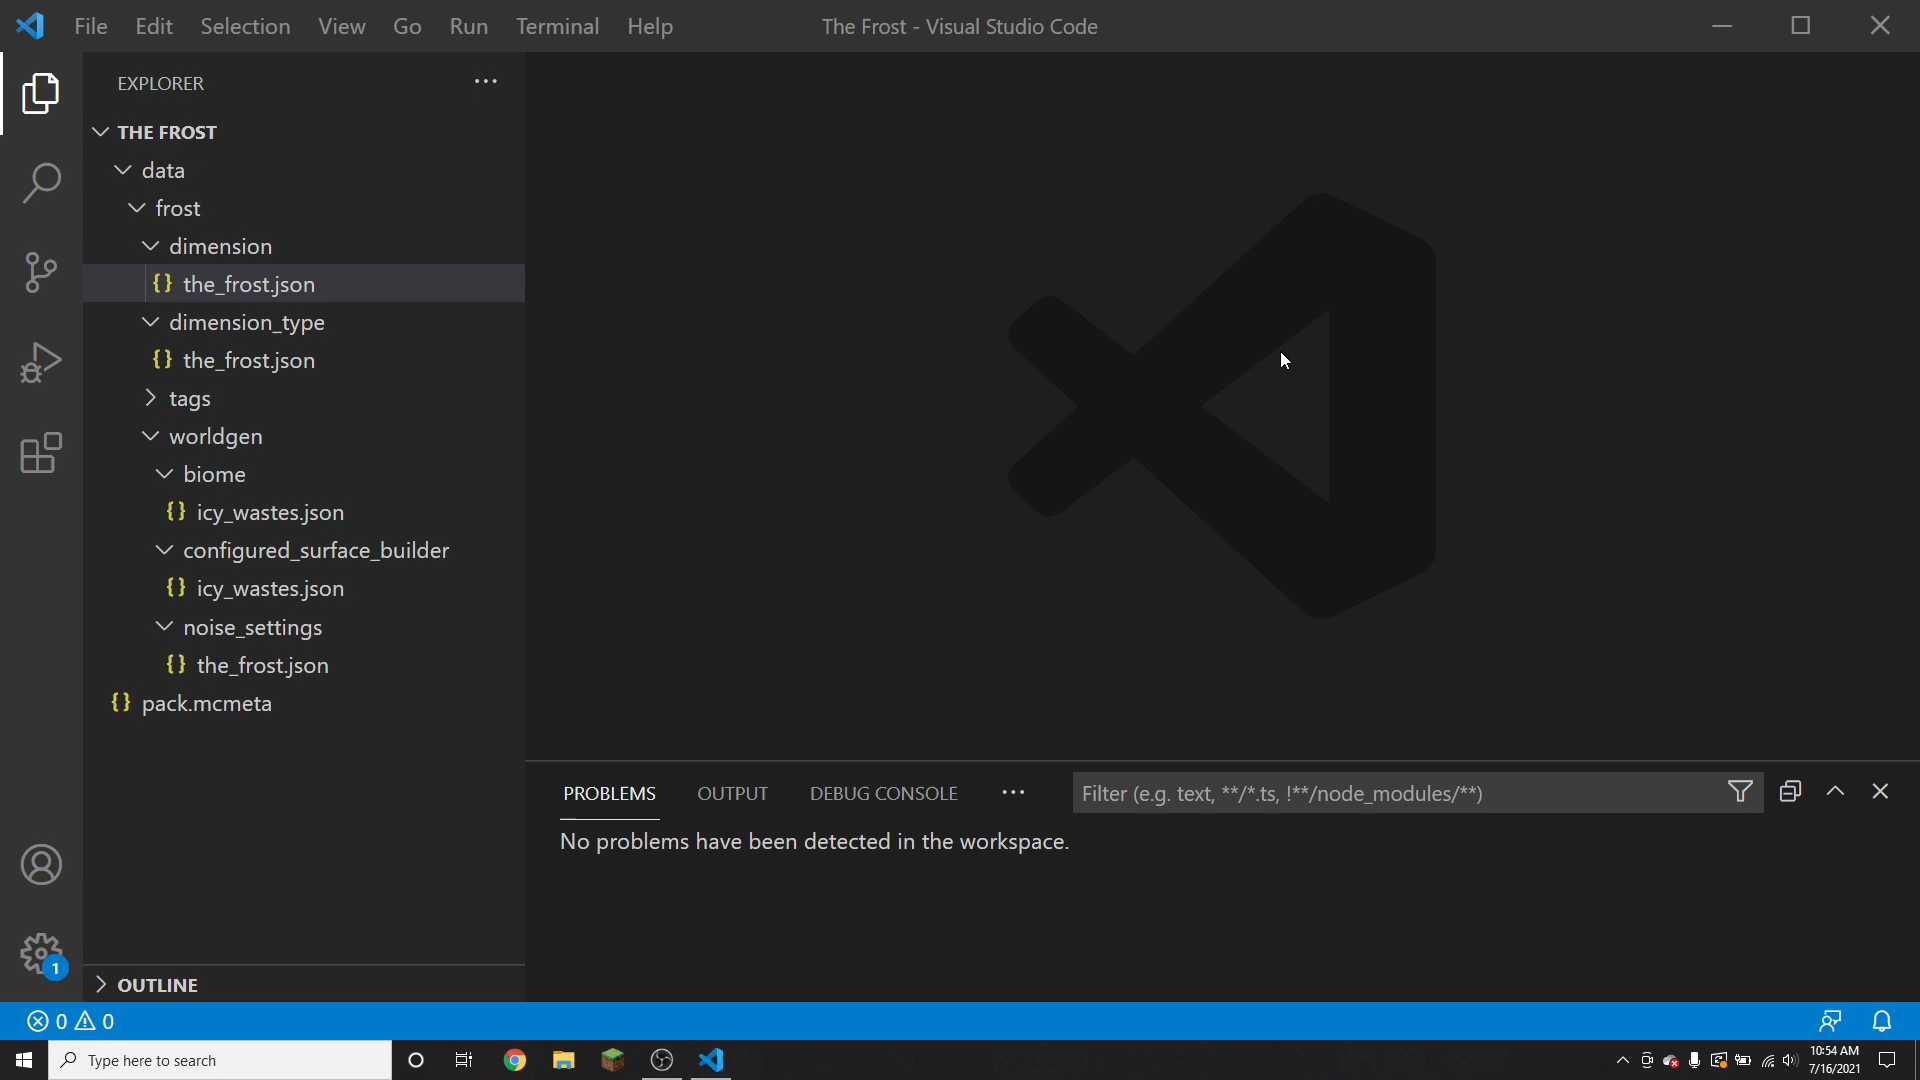 File Edit Selection View Go Run Terminal Help
The Frost - Visual Studio Code
EXPLORER
THE FROST
data
frost
dimension
{} the_frost.json
dimension_type
{} the_frost.json
tags
worldgen
biome
{} icy_wastes.json
configured_surface_builder
{} icy_wastes.json
noise_settings
{} the_frost.json
{} pack.mcmeta
OUTLINE
PROBLEMS OUTPUT DEBUG CONSOLE
Filter (e.g. text, **/*.ts, !**/node_modules/**)
No problems have been detected in the workspace.
1
0 0
Type here to search
10:54 AM
7/16/2021